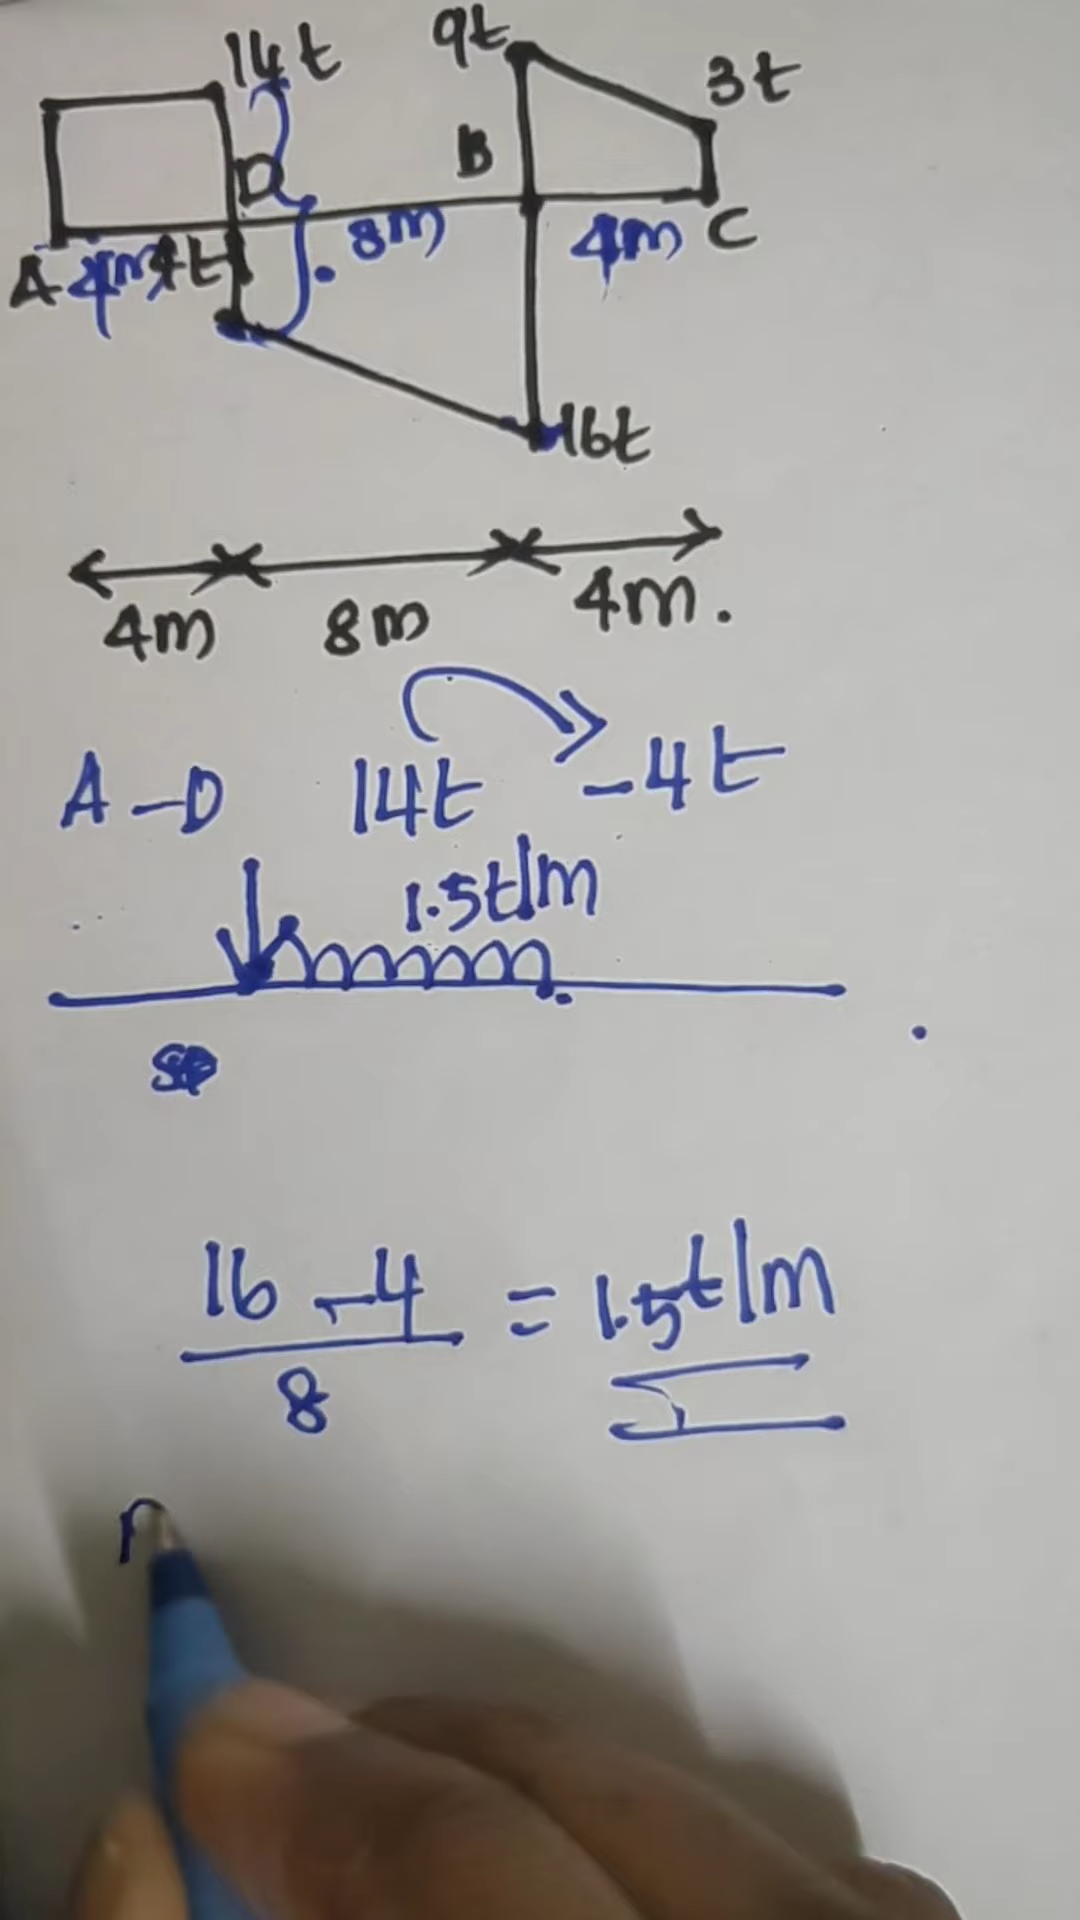 14t 9t 3t
D B
A 4m 4t 8m 4m C
16t
4m 8m 4m.
A-D 14t -4t
1.5t/m
16-4 = 1.5t/m
8